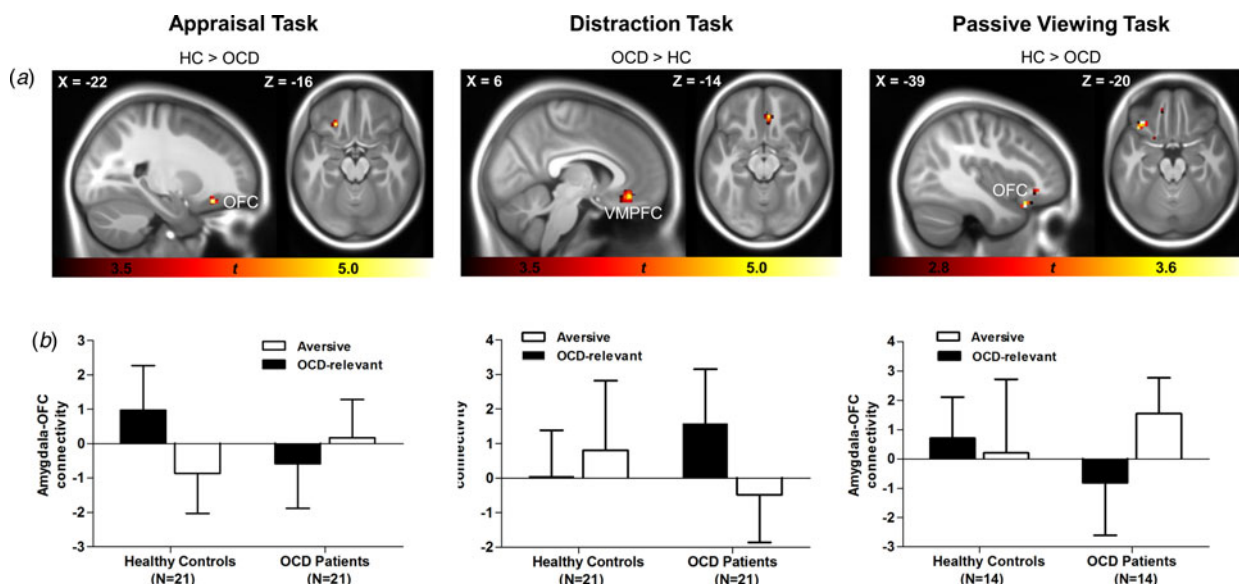 Appraisal Task
Distraction Task
Passive Viewing Task
HC > OCD
OCD > HC
HC > OCD
(a)
X = -22
Z = -16
X = 6
Z = -14
X = -39
Z = -20
OFC
VMPFC
OFC
3.5 t 5.0
3.5 t 5.0
2.8 t 3.6
(b)
Amygdala-OFC
connectivity
3
2
1
0
-1
-2
-3
Aversive
OCD-relevant
Healthy Controls
(N=21)
OCD Patients
(N=21)
connectivity
4
3
2
1
0
-1
-2
Aversive
OCD-relevant
Healthy Controls
(N=21)
OCD Patients
(N=21)
Amygdala-OFC
connectivity
4
3
2
1
0
-1
-2
-3
Aversive
OCD-relevant
Healthy Controls
(N=14)
OCD Patients
(N=14)